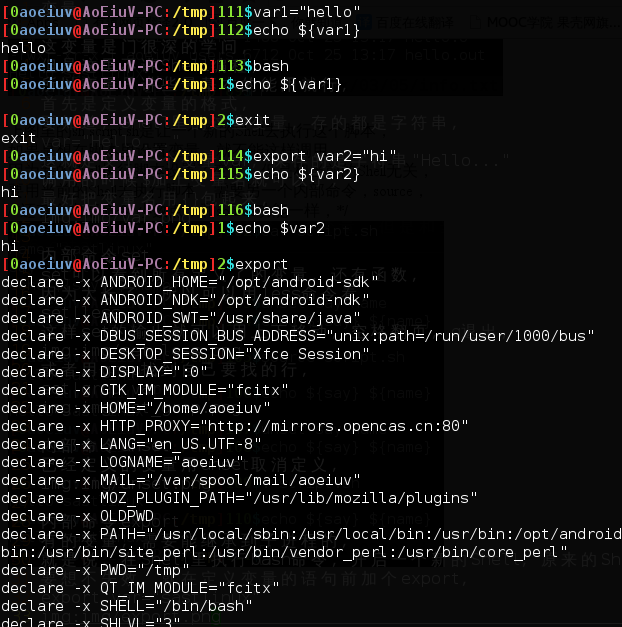 [0aoeiuv@AoEiuV-PC:/tmp]111$var1="hello"
[0aoeiuv@AoEiuV-PC:/tmp]112$echo ${var1}
hello
[0aoeiuv@AoEiuV-PC:/tmp]113$bash
[0aoeiuv@AoEiuV-PC:/tmp]1$echo ${var1}
[0aoeiuv@AoEiuV-PC:/tmp]2$exit
exit
[0aoeiuv@AoEiuV-PC:/tmp]114$export var2="hi"
[0aoeiuv@AoEiuV-PC:/tmp]115$echo ${var2}
hi
[0aoeiuv@AoEiuV-PC:/tmp]116$bash
[0aoeiuv@AoEiuV-PC:/tmp]1$echo $var2
hi
[0aoeiuv@AoEiuV-PC:/tmp]2$export
declare -x ANDROID_HOME="/opt/android-sdk"
declare -x ANDROID_NDK="/opt/android-ndk"
declare -x ANDROID_SWT="/usr/share/java"
declare -x DBUS_SESSION_BUS_ADDRESS="unix:path=/run/user/1000/bus"
declare -x DESKTOP_SESSION="Xfce Session"
declare -x DISPLAY=":0"
declare -x GTK_IM_MODULE="fcitx"
declare -x HOME="/home/aoeiuv"
declare -x HTTP_PROXY="http://mirrors.opencas.cn:80"
declare -x LANG="en_US.UTF-8"
declare -x LOGNAME="aoeiuv"
declare -x MAIL="/var/spool/mail/aoeiuv"
declare -x MOZ_PLUGIN_PATH="/usr/lib/mozilla/plugins"
declare -x OLDPWD
declare -x PATH="/usr/local/sbin:/usr/local/bin:/usr/bin:/opt/android
bin:/usr/bin/site_perl:/usr/bin/vendor_perl:/usr/bin/core_perl"
declare -x PWD="/tmp"
declare -x QT_IM_MODULE="fcitx"
declare -x SHELL="/bin/bash"
declare -x SHLVL="3"